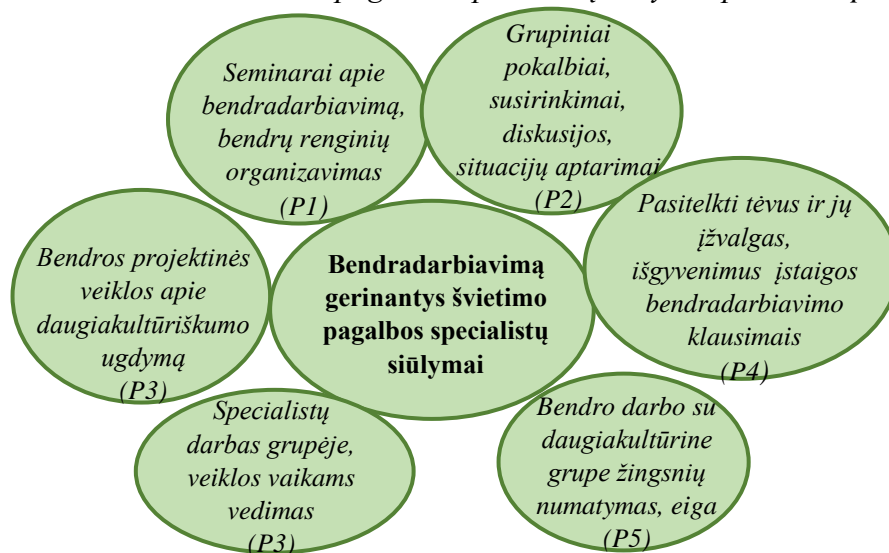 Seminarai apie
bendradarbiavimą,
bendrų renginių
organizavimas
(P1)
Grupiniai
pokalbiai,
susirinkimai,
diskusijos,
situacijų aptarimai
(P2)
Bendros projektinės
veiklos apie
daugiakultūriškumo
ugdymą
(P3)
Bendradarbiavimą
gerinantys švietimo
pagalbos specialistų
siūlymai
Pasitelkti tėvus ir jų
įžvalgas,
išgyvenimus įstaigos
bendradarbiavimo
klausimais
(P4)
Specialistų
darbas grupėje,
veiklos vaikams
vedimas
(P3)
Bendro darbo su
daugiakultūrine
grupe žingsnių
numatymas, eiga
(P5)